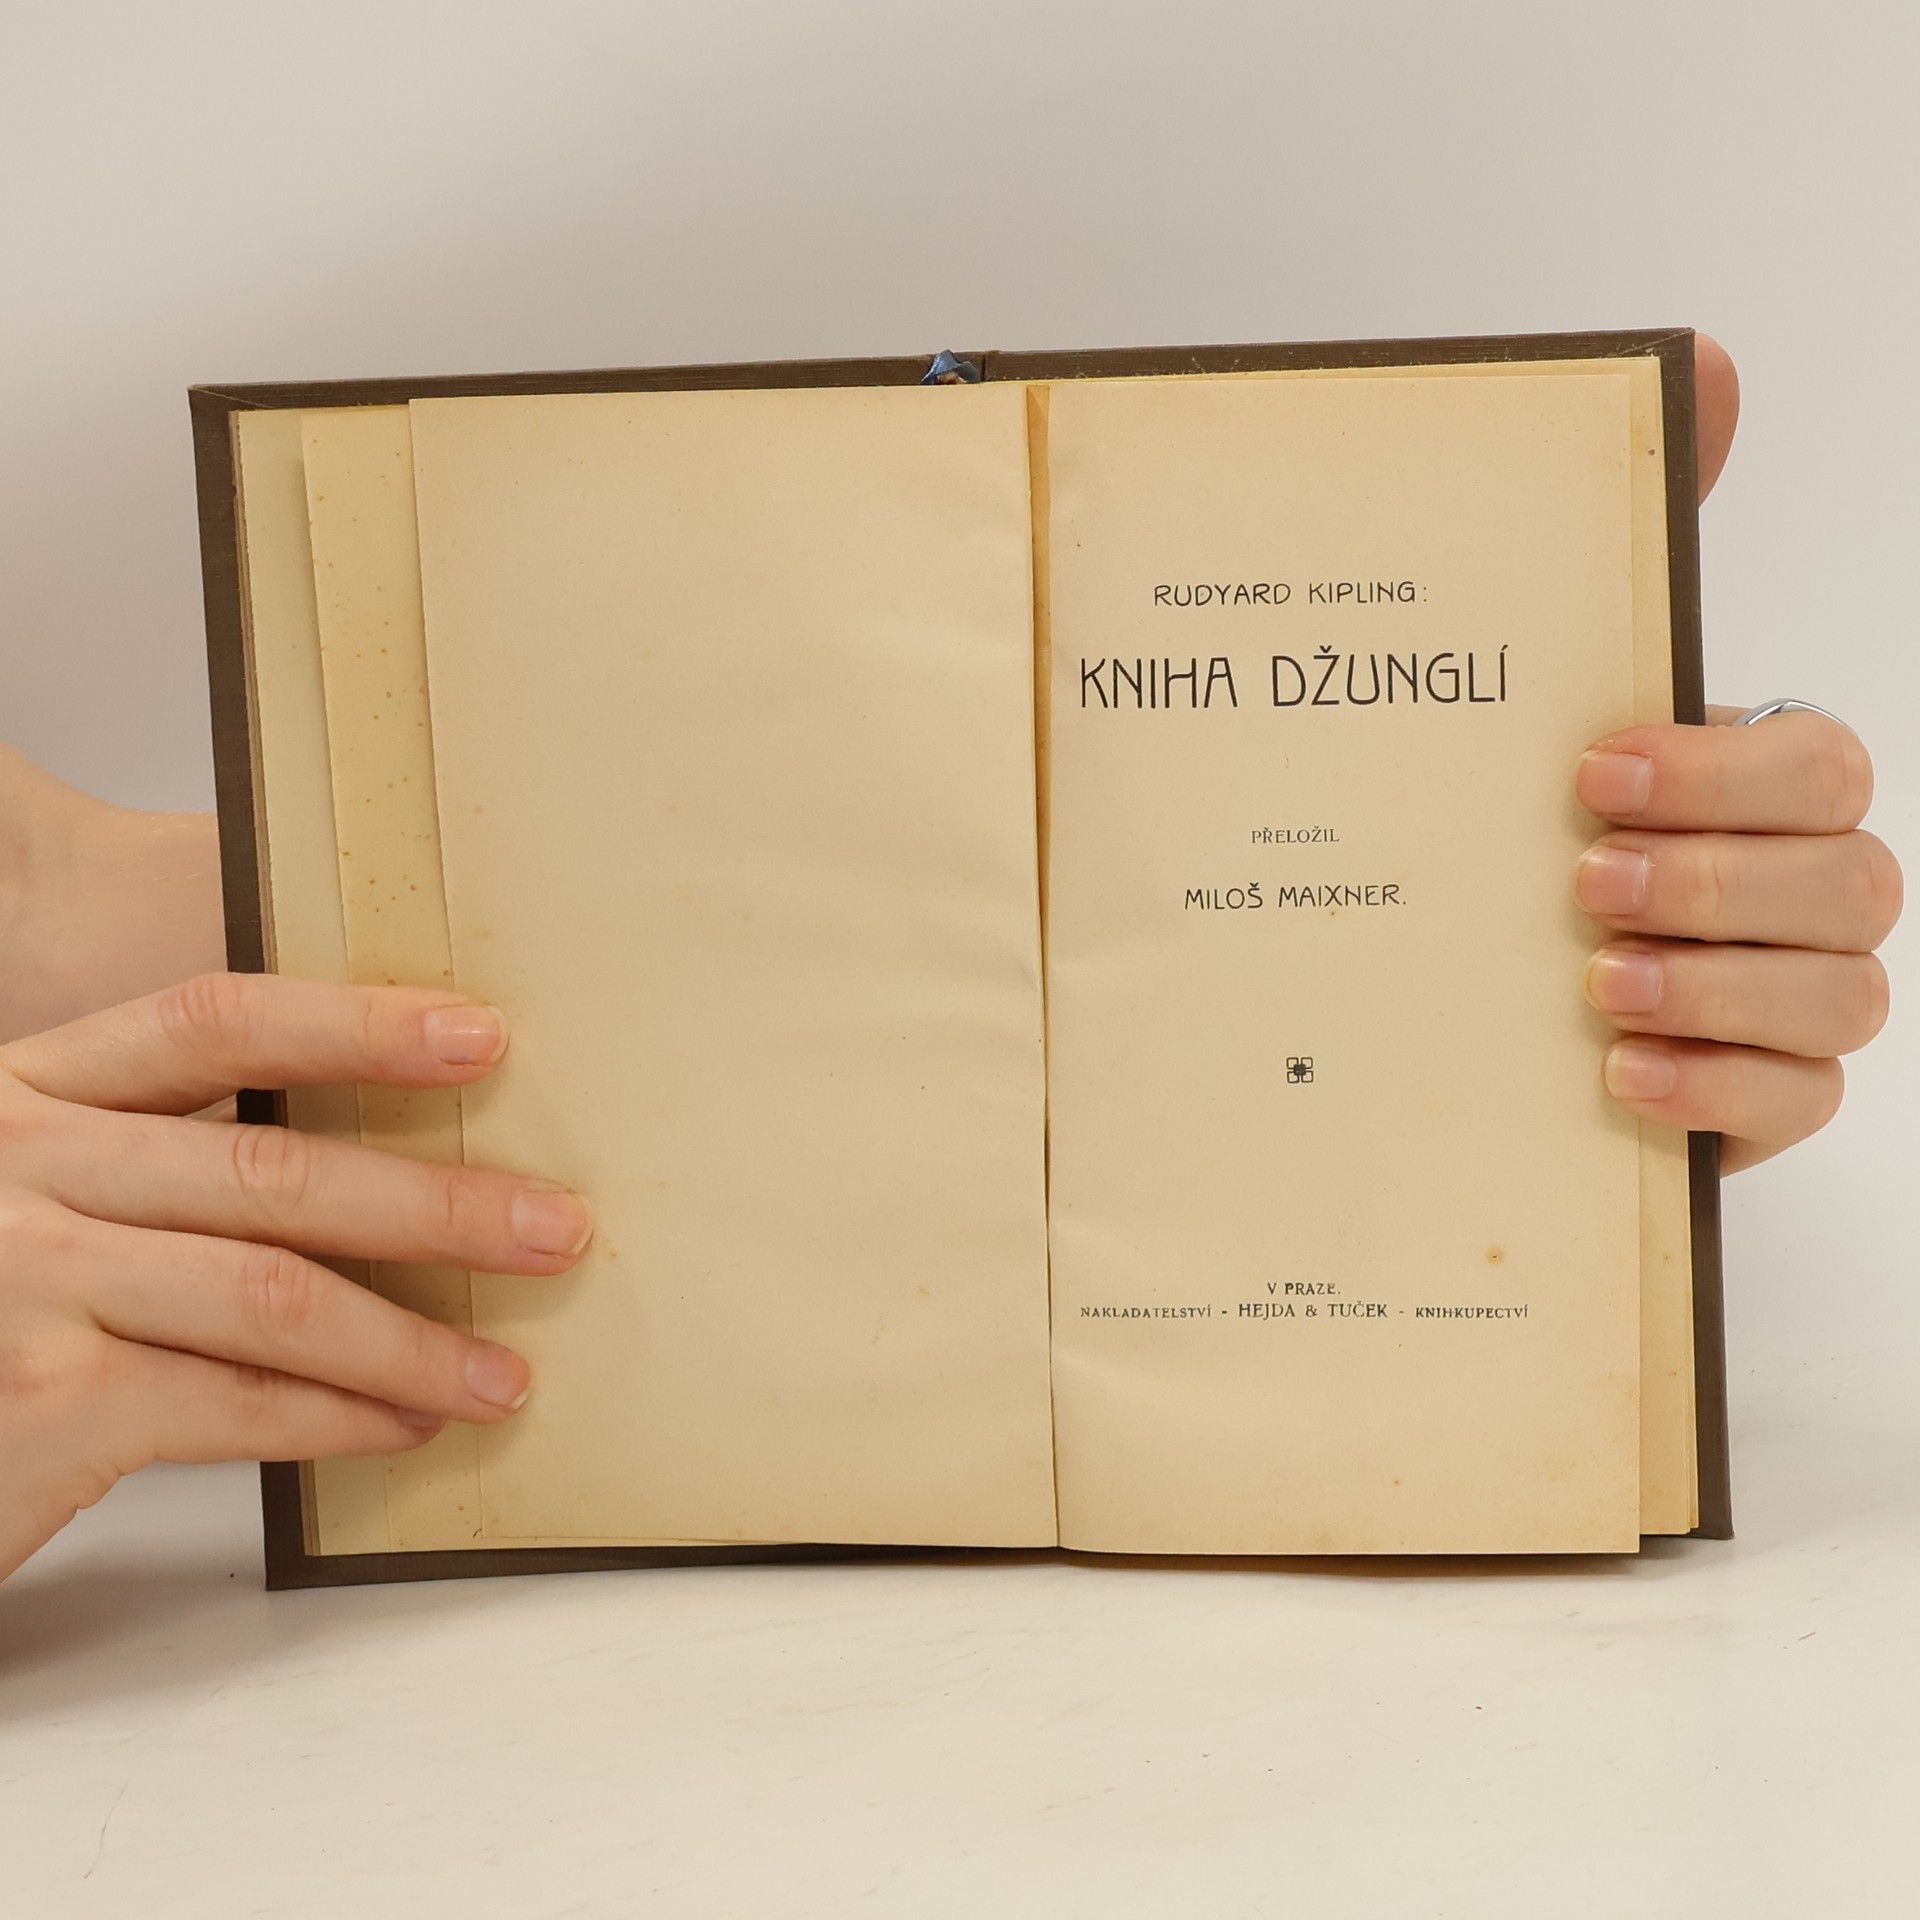 RUDYARD KIPLING:
KNIHA DŽUNGLÍ
PŘELOŽIL
MILOŠ MAIXNER.
V PRAZE.
NAKLADATELSTVÍ - HEJDA & TUČEK - KNIHKUPECTVÍ